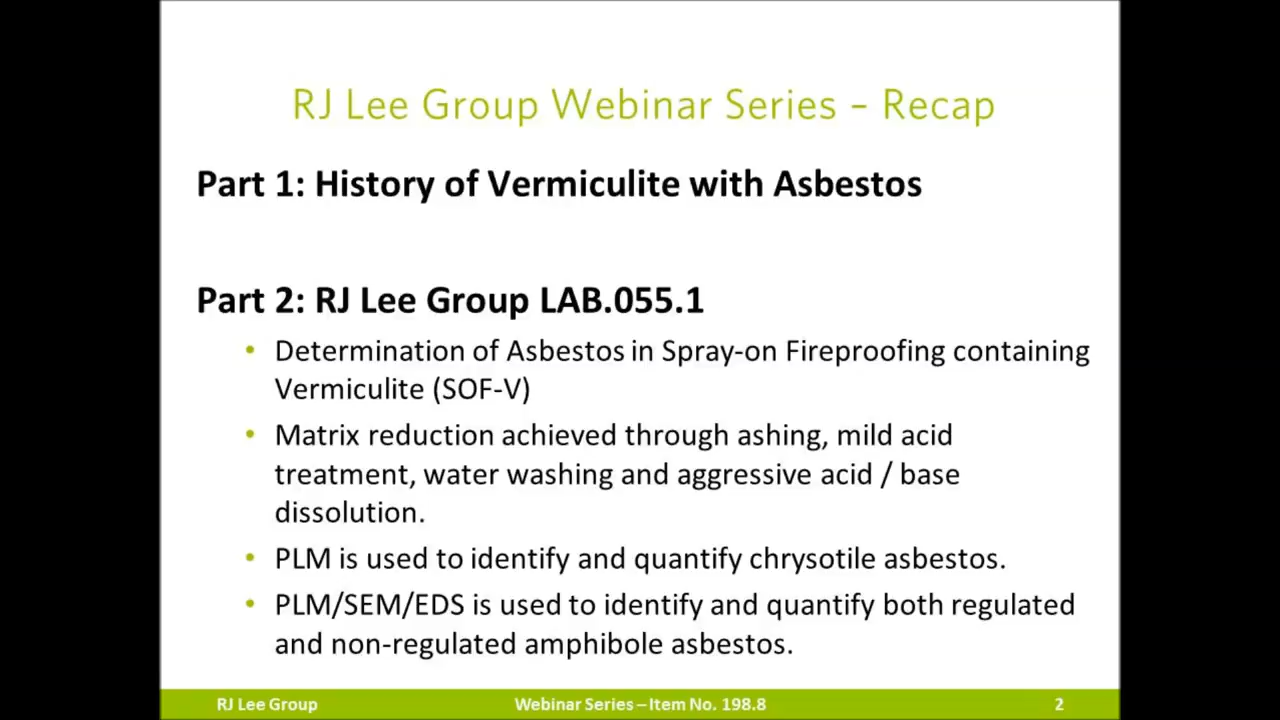 RJ Lee Group Webinar Series – Recap
Part 1: History of Vermiculite with Asbestos
Part 2: RJ Lee Group LAB.055.1
• Determination of Asbestos in Spray-on Fireproofing containing
Vermiculite (SOF-V)
• Matrix reduction achieved through ashing, mild acid
treatment, water washing and aggressive acid / base
dissolution.
• PLM is used to identify and quantify chrysotile asbestos.
• PLM/SEM/EDS is used to identify and quantify both regulated
and non-regulated amphibole asbestos.
RJ Lee Group Webinar Series – Item No. 198.8 2